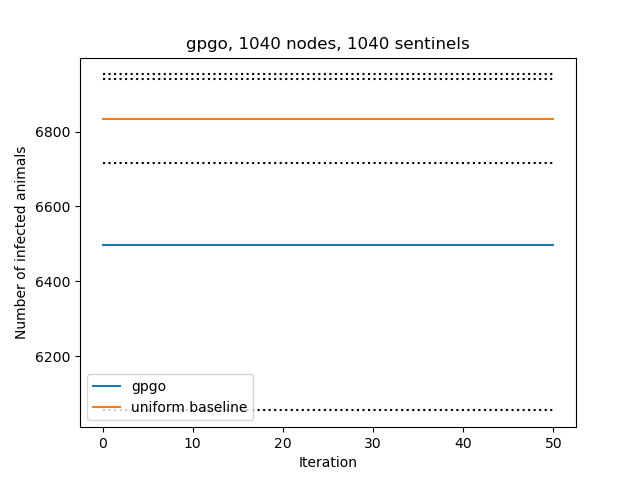 gpgo, 1040 nodes, 1040 sentinels
Number of infected animals
6800
6600
6400
6200
gpgo
uniform baseline
0
10
20
30
40
50
Iteration